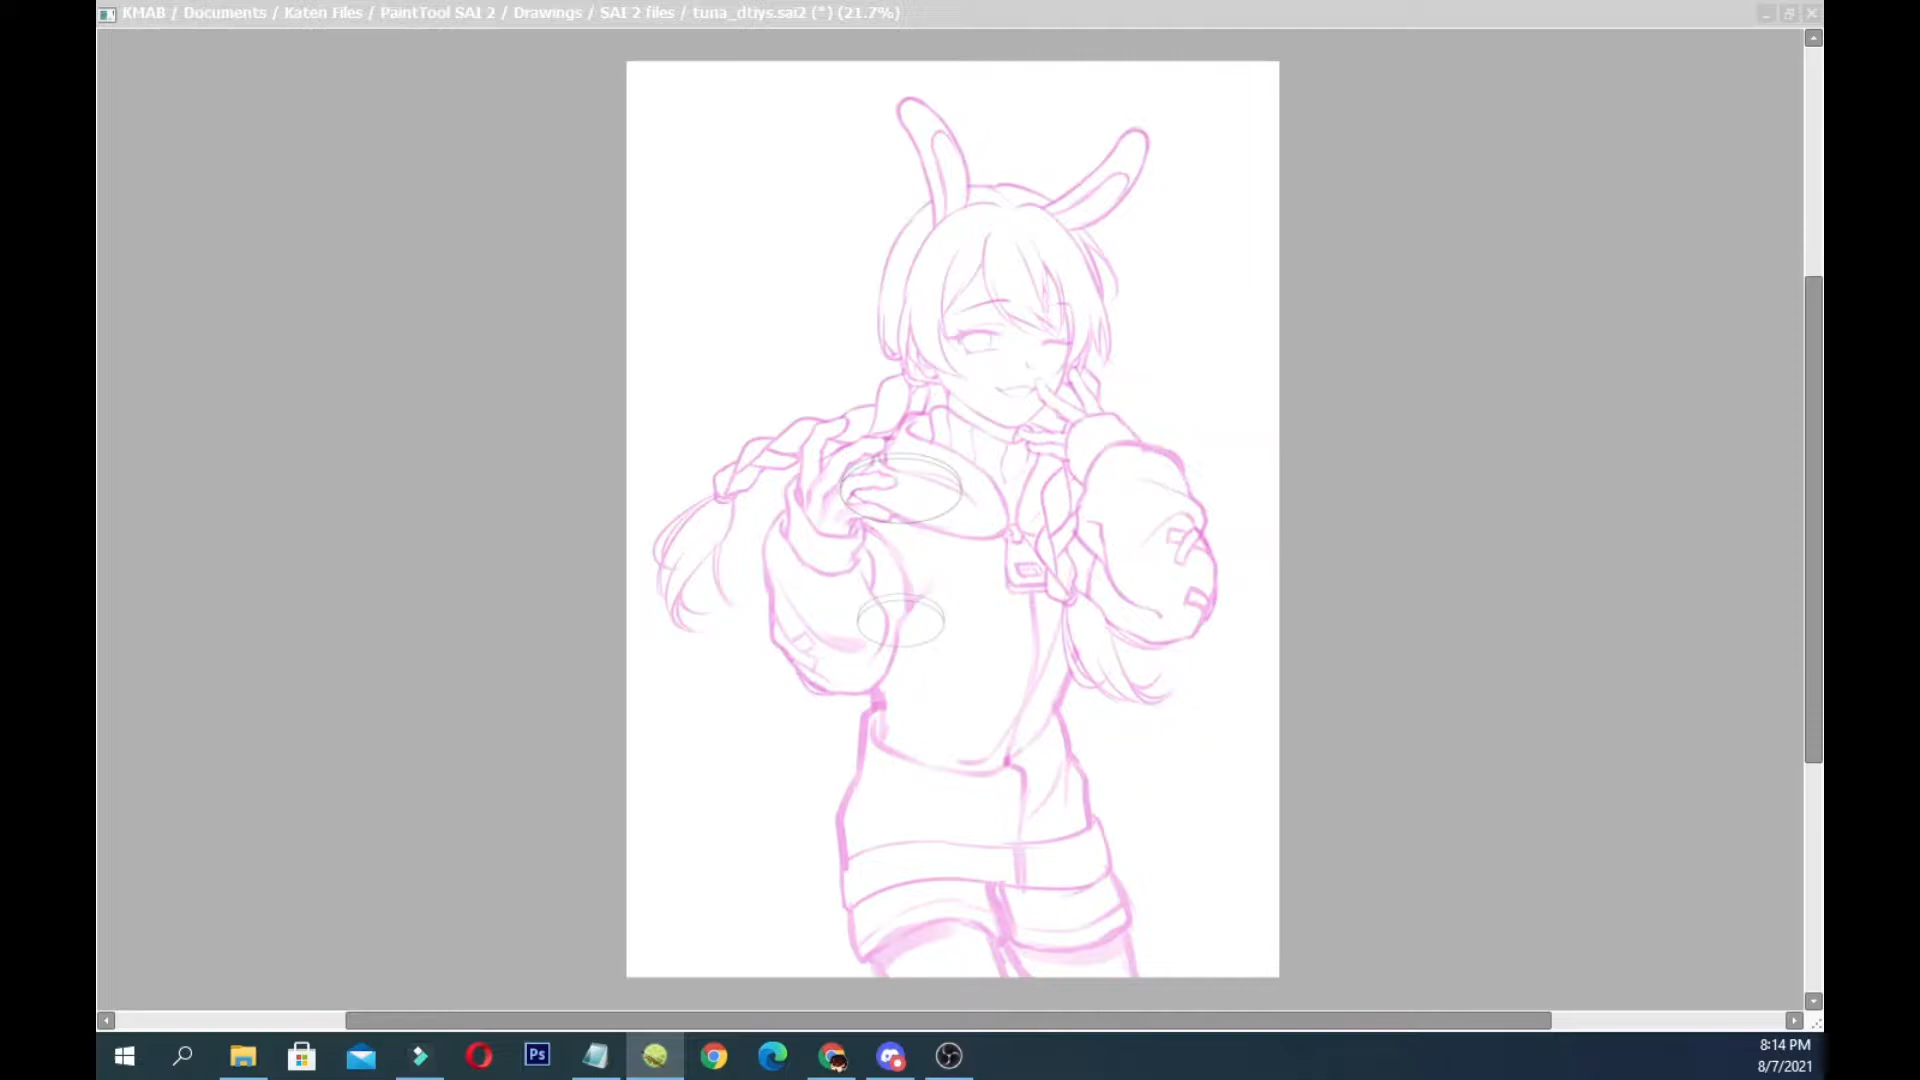 KMAB / Documents / Katen Files / PaintTool SAI 2 / Drawings / SAI 2 files / tuna_dtiys.sai2 (*) (21.7%)
Ps
8:14 PM
8/7/2021